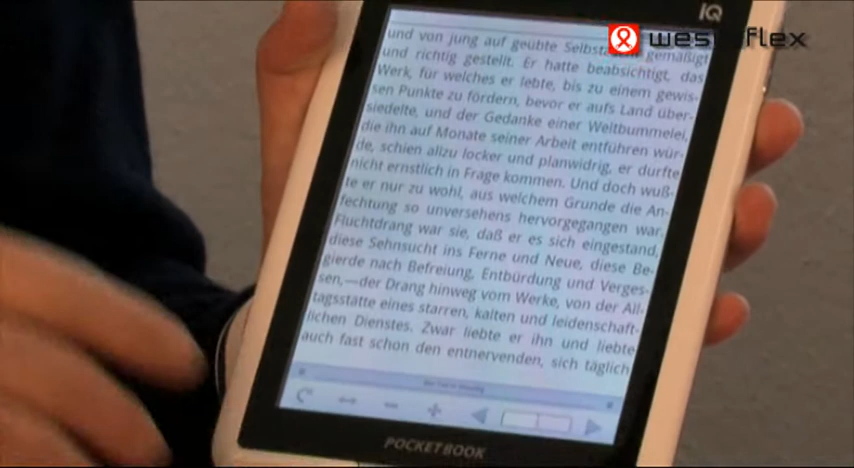 IQ
westaflex
und von jung auf geübte Selbst gemäßigt
und richtig gestellt. Er hatte beabsichtigt, das
Werk, für welches er lebte, bis zu einem gewis-
sen Punkte zu fördern, bevor er aufs Land über-
siedelte, und der Gedanke einer Weltbummelei,
die ihn auf Monate seiner Arbeit entführen wür-
de, schien allzu locker und planwidrig, er durfte
nicht ernstlich in Frage kommen. Und doch wuß-
te er nur zu wohl, aus welchem Grunde die An-
fechtung so unversehens hervorgegangen war.
Fluchtdrang war sie, daß er es sich eingestand,
diese Sehnsucht ins Ferne und Neue, diese Be-
gierde nach Befreiung, Entbürdung und Verges-
sen,—der Drang hinweg vom Werke, von der All-
tagsstätte eines starren, kalten und leidenschaft-
lichen Dienstes. Zwar liebte er ihn und liebte
auch fast schon den entnervenden, sich täglich
POCKETBOOK